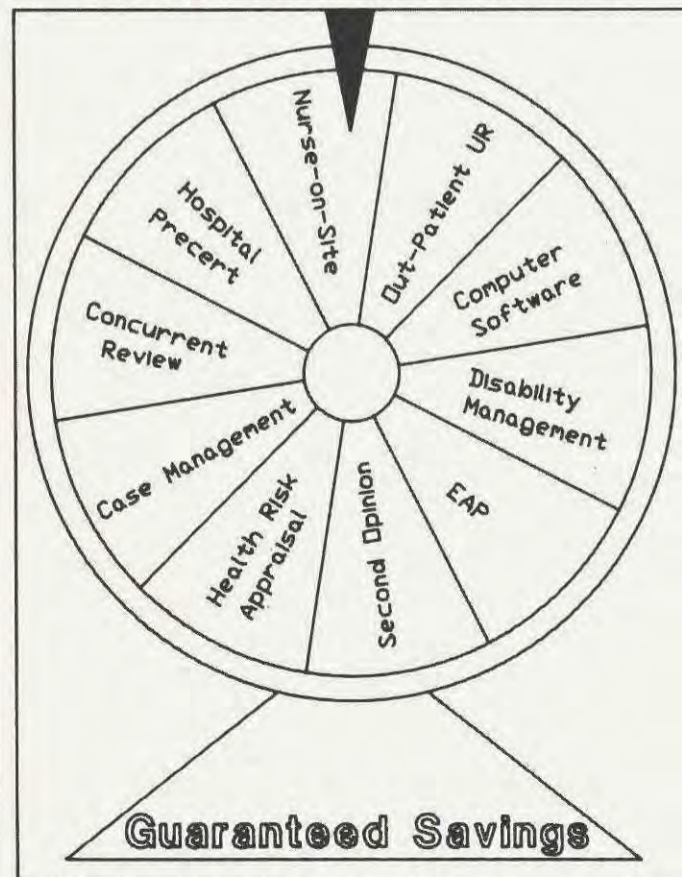 Nurse-on-Site
Out-Patient UR
Computer
Software
Disability
Management
EAP
Second Opinion
Health Risk
Appraisal
Case Management
Concurrent
Review
Hospital
Precert
Guaranteed Savings